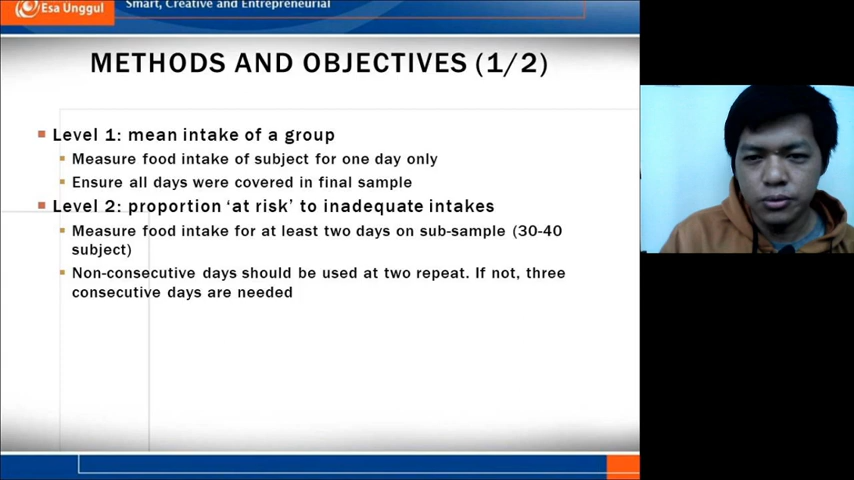 Esa Unggul
Smart, Creative and Entrepreneurial
METHODS AND OBJECTIVES (1/2)
Level 1: mean intake of a group
Measure food intake of subject for one day only
Ensure all days were covered in final sample
Level 2: proportion ‘at risk’ to inadequate intakes
Measure food intake for at least two days on sub-sample (30-40
subject)
Non-consecutive days should be used at two repeat. If not, three
consecutive days are needed